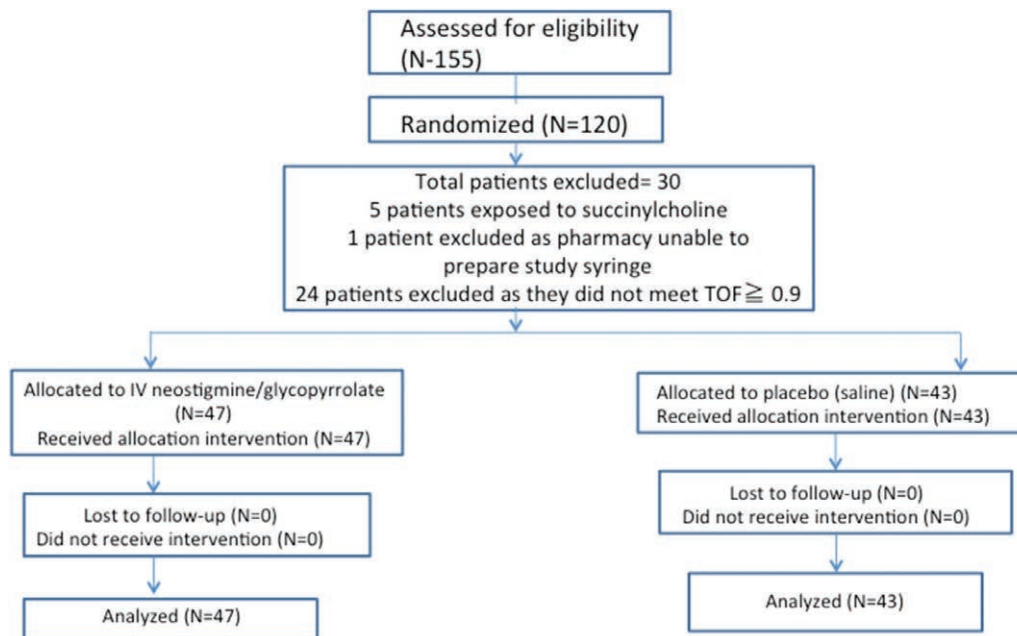 Assessed for eligibility
(N-155)
Randomized (N=120)
Total patients excluded= 30
5 patients exposed to succinylcholine
1 patient excluded as pharmacy unable to
prepare study syringe
24 patients excluded as they did not meet TOF≧ 0.9
Allocated to IV neostigmine/glycopyrrolate
(N=47)
Received allocation intervention (N=47)
Allocated to placebo (saline) (N=43)
Received allocation intervention (N=43)
Lost to follow-up (N=0)
Did not receive intervention (N=0)
Lost to follow-up (N=0)
Did not receive intervention (N=0)
Analyzed (N=47)
Analyzed (N=43)